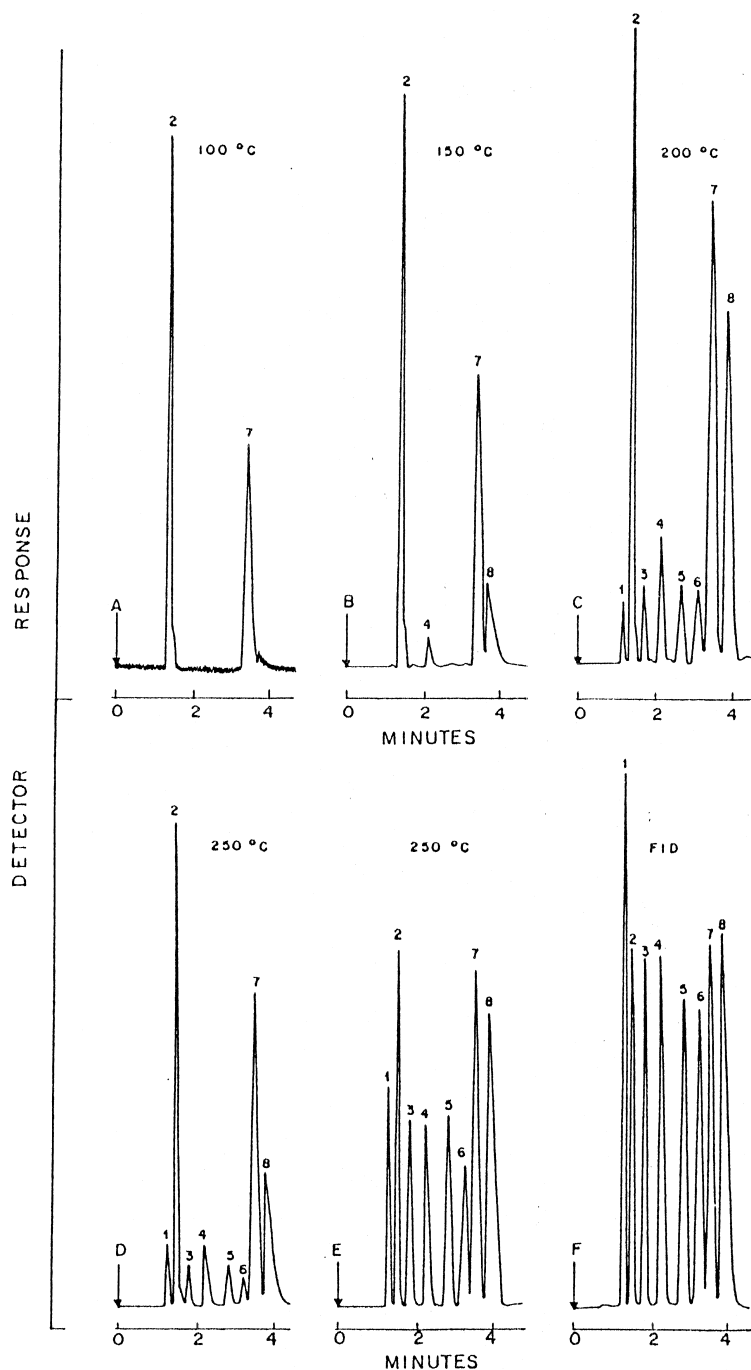 2
100 °C
7
A
0 2 4
2
150 °C
7
8
4
B
0 2 4
2
200 °C
7
8
4
1 3 5 6
C
0 2 4
MINUTES
RESPONSE
DETECTOR
2
250 °C
7
8
1 4
3 5 6
D
0 2 4
250 °C
2 7
8
1
3 4 5
6
E
0 2 4
1
FID
2 3 4 7 8
5 6
F
0 2 4
MINUTES